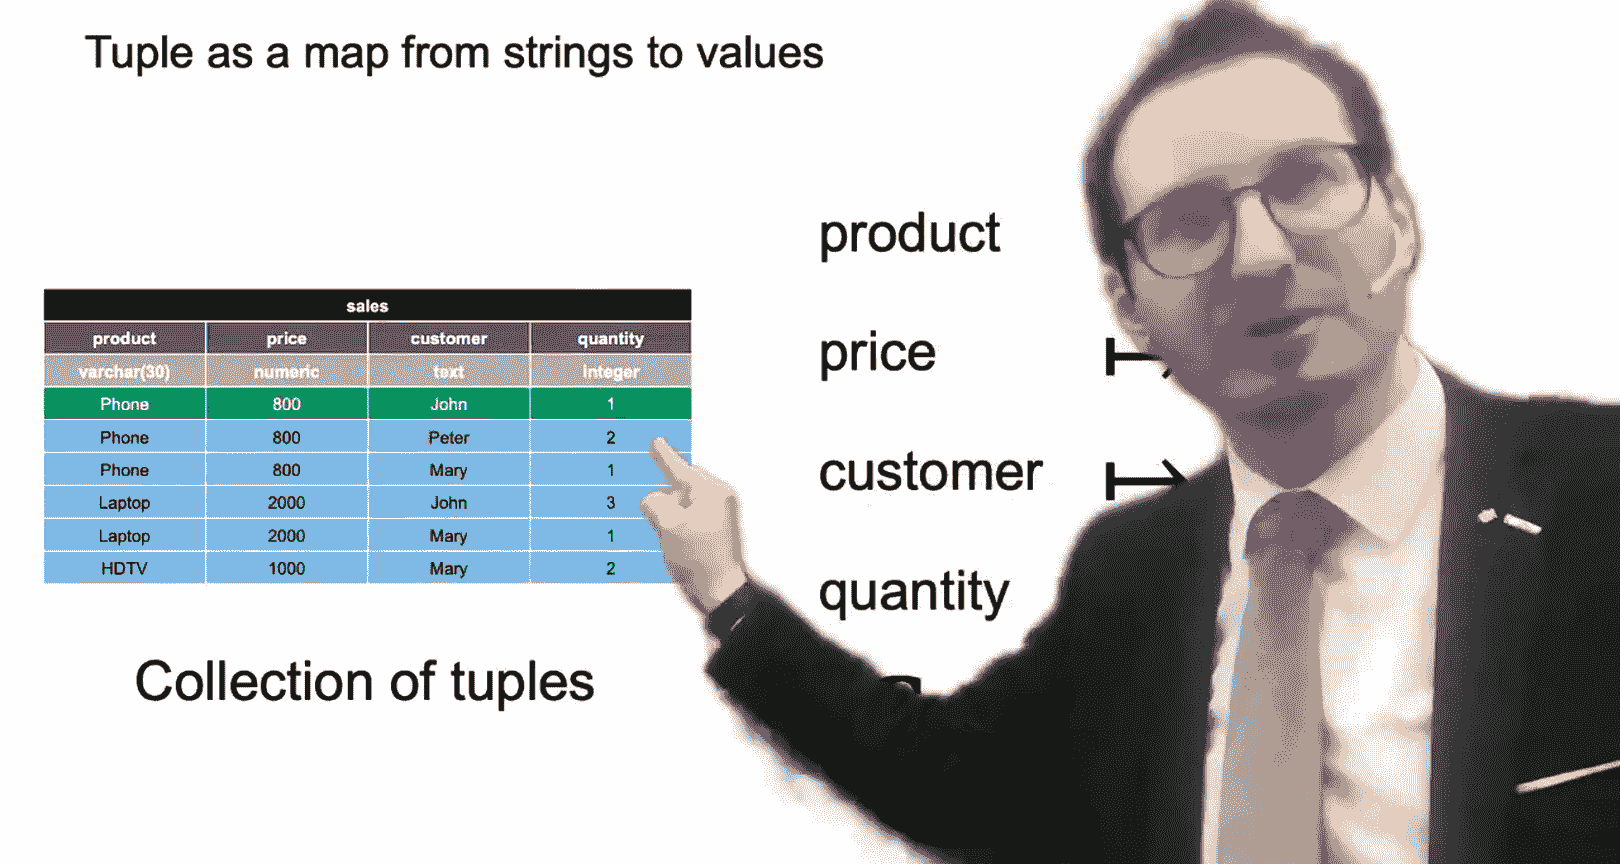 Tuple as a map from strings to values
sales
product price customer quantity
varchar(30) numeric text integer
Phone 800 John 1
Phone 800 Peter 2
Phone 800 Mary 1
Laptop 2000 John 3
Laptop 2000 Mary 1
HDTV 1000 Mary 2
Collection of tuples
product
price
customer
quantity